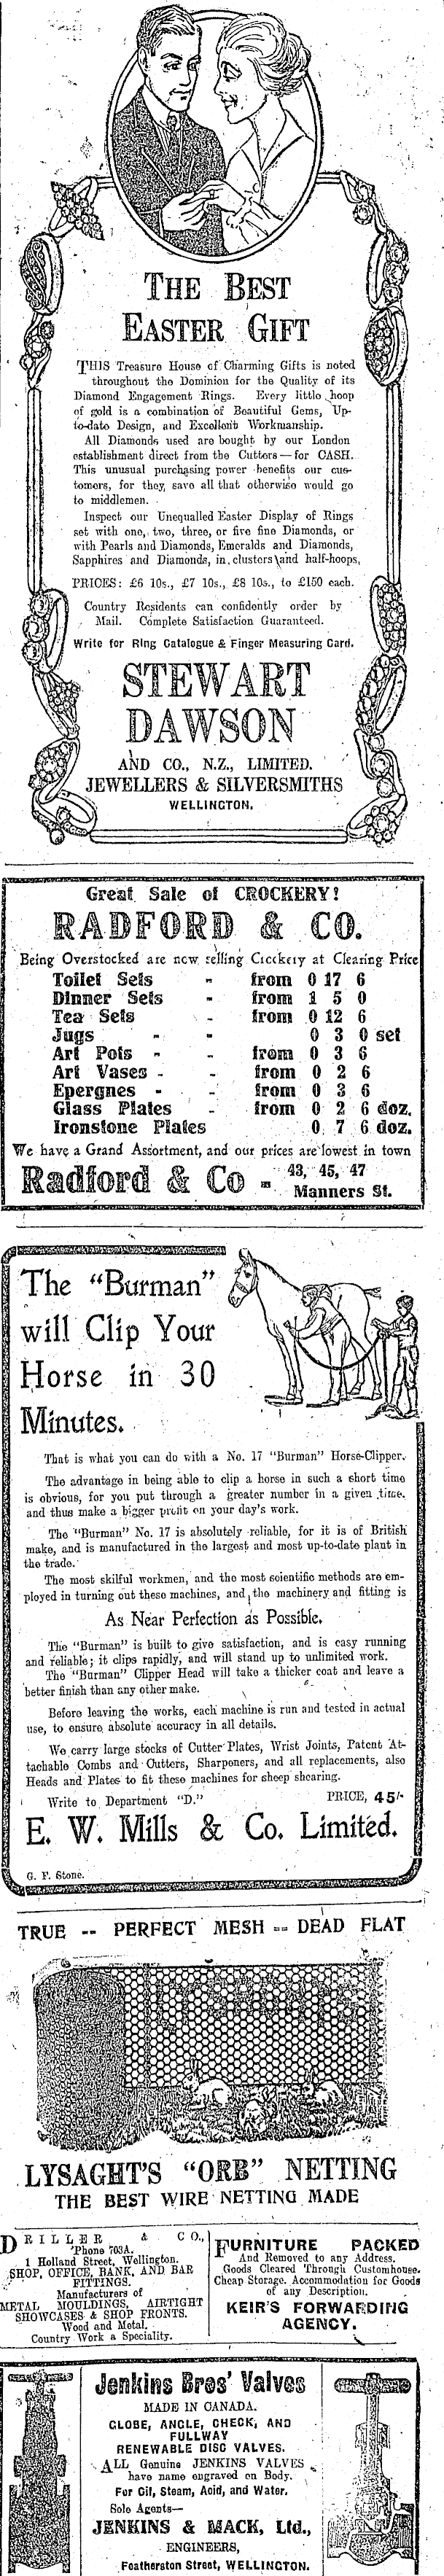 THE BEST
EASTER GIFT
THIS Treasure House of Charming Gifts is noted
throughout the Dominion for the Quality of its
Diamond Engagement Rings. Every little hoop
of gold is a combination of Beautiful Gems, Up-
to-date Design, and Excellent Workmanship.
All Diamonds used are bought by our London
establishment direct from the Cutters—for CASH.
This unusual purchasing power benefits our cus-
tomers, for they save all that otherwise would go
to middlemen.
Inspect our Unequalled Easter Display of Rings
set with one, two, three, or five fine Diamonds, or
with Pearls and Diamonds, Emeralds and Diamonds,
Sapphires and Diamonds, in clusters and half-hoops,
PRICES: £6 10s., £7 10s., £8 10s., to £150 each.
Country Residents can confidently order by
Mail. Complete Satisfaction Guaranteed.
Write for Ring Catalogue & Finger Measuring Card.
STEWART
DAWSON
AND CO., N.Z., LIMITED.
JEWELLERS & SILVERSMITHS
WELLINGTON.
Great Sale of CROCKERY!
RADFORD & CO.
Being Overstocked are now selling Crockery at Clearing Price
Toilet Sets - from 0 17 6
Dinner Sets - from 1 5 0
Tea Sets - from 0 12 6
Jugs - - 0 3 0 set
Art Pots - - from 0 3 6
Art Vases - - from 0 2 6
Epergnes - - from 0 3 6
Glass Plates - from 0 2 6 doz.
Ironstone Plates 0 7 6 doz.
We have a Grand Assortment, and our prices are lowest in town
Radford & Co - 43, 45, 47
Manners St.
The "Burman"
will Clip Your
Horse in 30
Minutes.
That is what you can do with a No. 17 "Burman" Horse-Clipper.
The advantage in being able to clip a horse in such a short time
is obvious, for you put through a greater number in a given time,
and thus make a bigger profit on your day's work.
The "Burman" No. 17 is absolutely reliable, for it is of British
make, and is manufactured in the largest and most up-to-date plant in
the trade.
The most skilful workmen, and the most scientific methods are em-
ployed in turning out these machines, and the machinery and fitting is
As Near Perfection as Possible.
The "Burman" is built to give satisfaction, and is easy running
and reliable; it clips rapidly, and will stand up to unlimited work.
The "Burman" Clipper Head will take a thicker coat and leave a
better finish than any other make.
Before leaving the works, each machine is run and tested in actual
use, to ensure absolute accuracy in all details.
We carry large stocks of Cutter Plates, Wrist Joints, Patent At-
tachable Combs and Cutters, Sharpeners, and all replacements, also
Heads and Plates to fit these machines for sheep shearing.
Write to Department "D." PRICE, 45/-
E. W. Mills & Co. Limited.
G. F. Stone.
TRUE -- PERFECT MESH -- DEAD FLAT
LYSAGHT'S
LYSAGHT'S "ORB" NETTING
THE BEST WIRE NETTING MADE
DRILLER & CO.,
'Phone 703A.
1 Holland Street, Wellington.
SHOP, OFFICE, BANK, AND BAR
FITTINGS.
Manufacturers of
METAL MOULDINGS, AIRTIGHT
SHOWCASES & SHOP FRONTS.
Wood and Metal.
Country Work a Speciality.
FURNITURE PACKED
And Removed to any Address.
Goods Cleared Through Customhouse.
Cheap Storage. Accommodation for Goods
of any Description.
KEIR'S FORWARDING
AGENCY.
Jenkins Bros' Valves
MADE IN CANADA.
GLOBE, ANGLE, CHECK, AND
FULLWAY
RENEWABLE DISC VALVES.
ALL Genuine JENKINS VALVES
have name engraved on Body.
For Oil, Steam, Acid, and Water.
Sole Agents—
JENKINS & MACK, Ltd.,
ENGINEERS,
Featherston Street, WELLINGTON.